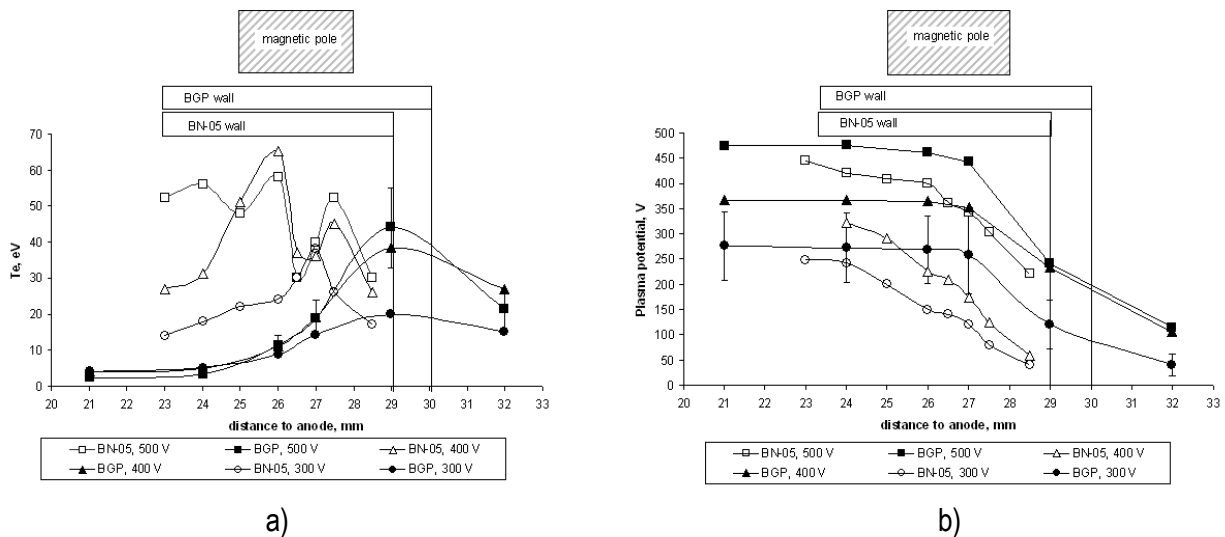 magnetic pole
BGP wall
BN-05 wall
70
60
50
40
30
20
10
0
Te, eV
20 21 22 23 24 25 26 27 28 29 30 31 32 33
distance to anode, mm
BN-05, 500 V BGP, 500 V BN-05, 400 V
BGP, 400 V BN-05, 300 V BGP, 300 V
a)
magnetic pole
BGP wall
BN-05 wall
500
450
400
350
300
250
200
150
100
50
0
Plasma potential, V
20 21 22 23 24 25 26 27 28 29 30 31 32 33
distance to anode, mm
BN-05, 500 V BGP, 500 V BN-05, 400 V
BGP, 400 V BN-05, 300 V BGP, 300 V
b)